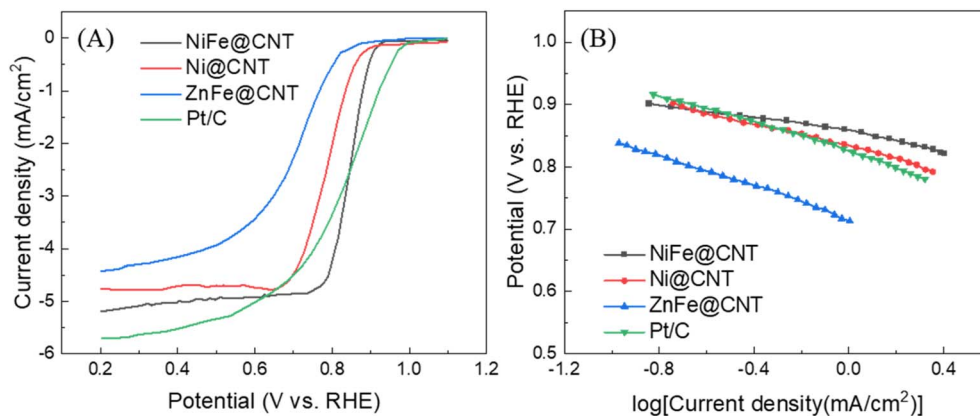 (A)
NiFe@CNT
Ni@CNT
ZnFe@CNT
Pt/C
Current density (mA/cm²)
0
-1
-2
-3
-4
-5
-6
0.2 0.4 0.6 0.8 1.0 1.2
Potential (V vs. RHE)
(B)
Potential (V vs. RHE)
1.0
0.9
0.8
0.7
0.6
0.5
NiFe@CNT
Ni@CNT
ZnFe@CNT
Pt/C
-1.2 -0.8 -0.4 0.0 0.4
log[Current density(mA/cm²)]